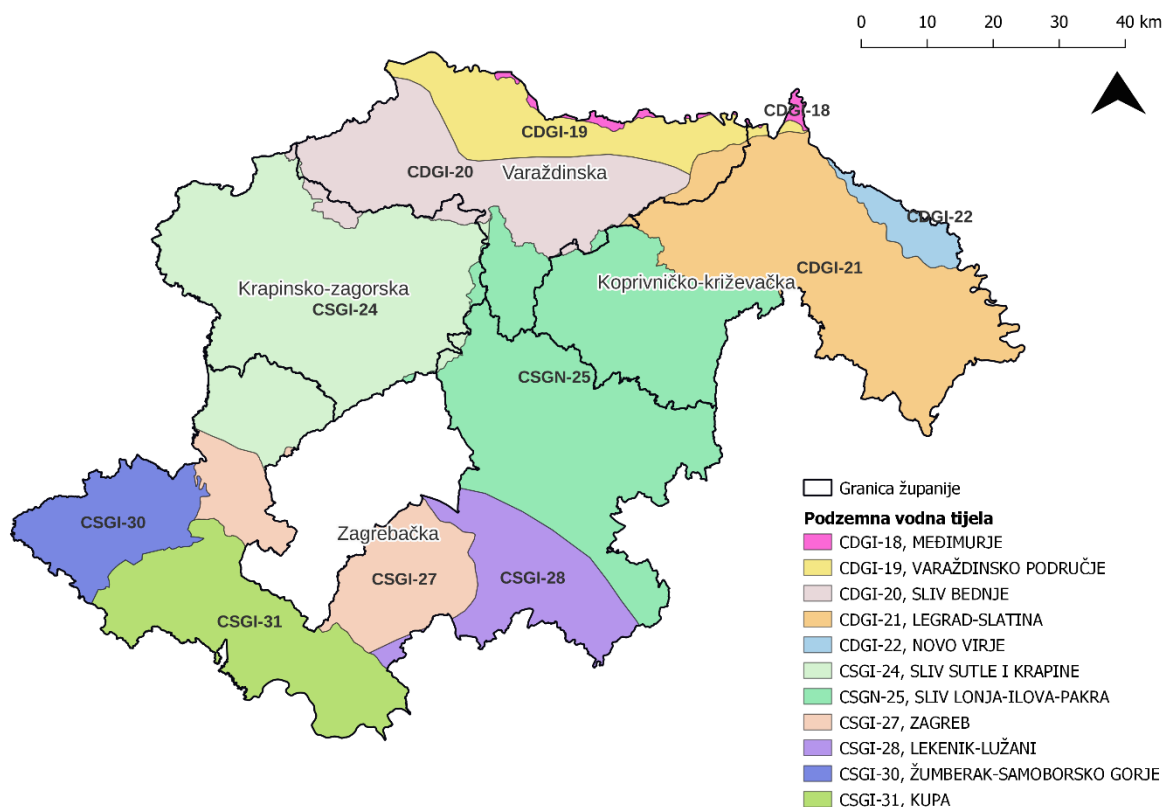 0 10 20 30 40 km
CDGI-18
CDGI-19
CDGI-20
Varaždinska
CDGI-22
CDGI-21
Koprivničko-križevačka
Krapinsko-zagorska
CSGI-24
CSGN-25
CSGI-30
Zagrebačka
CSGI-27
CSGI-28
CSGI-31
Granica županije
Podzemna vodna tijela
CDGI-18, MEĐIMURJE
CDGI-19, VARAŽDINSKO PODRUČJE
CDGI-20, SLIV BEDNJE
CDGI-21, LEGRAD-SLATINA
CDGI-22, NOVO VIRJE
CSGI-24, SLIV SUTLE I KRAPINE
CSGN-25, SLIV LONJA-ILOVA-PAKRA
CSGI-27, ZAGREB
CSGI-28, LEKENIK-LUŽANI
CSGI-30, ŽUMBERAK-SAMOBORSKO GORJE
CSGI-31, KUPA